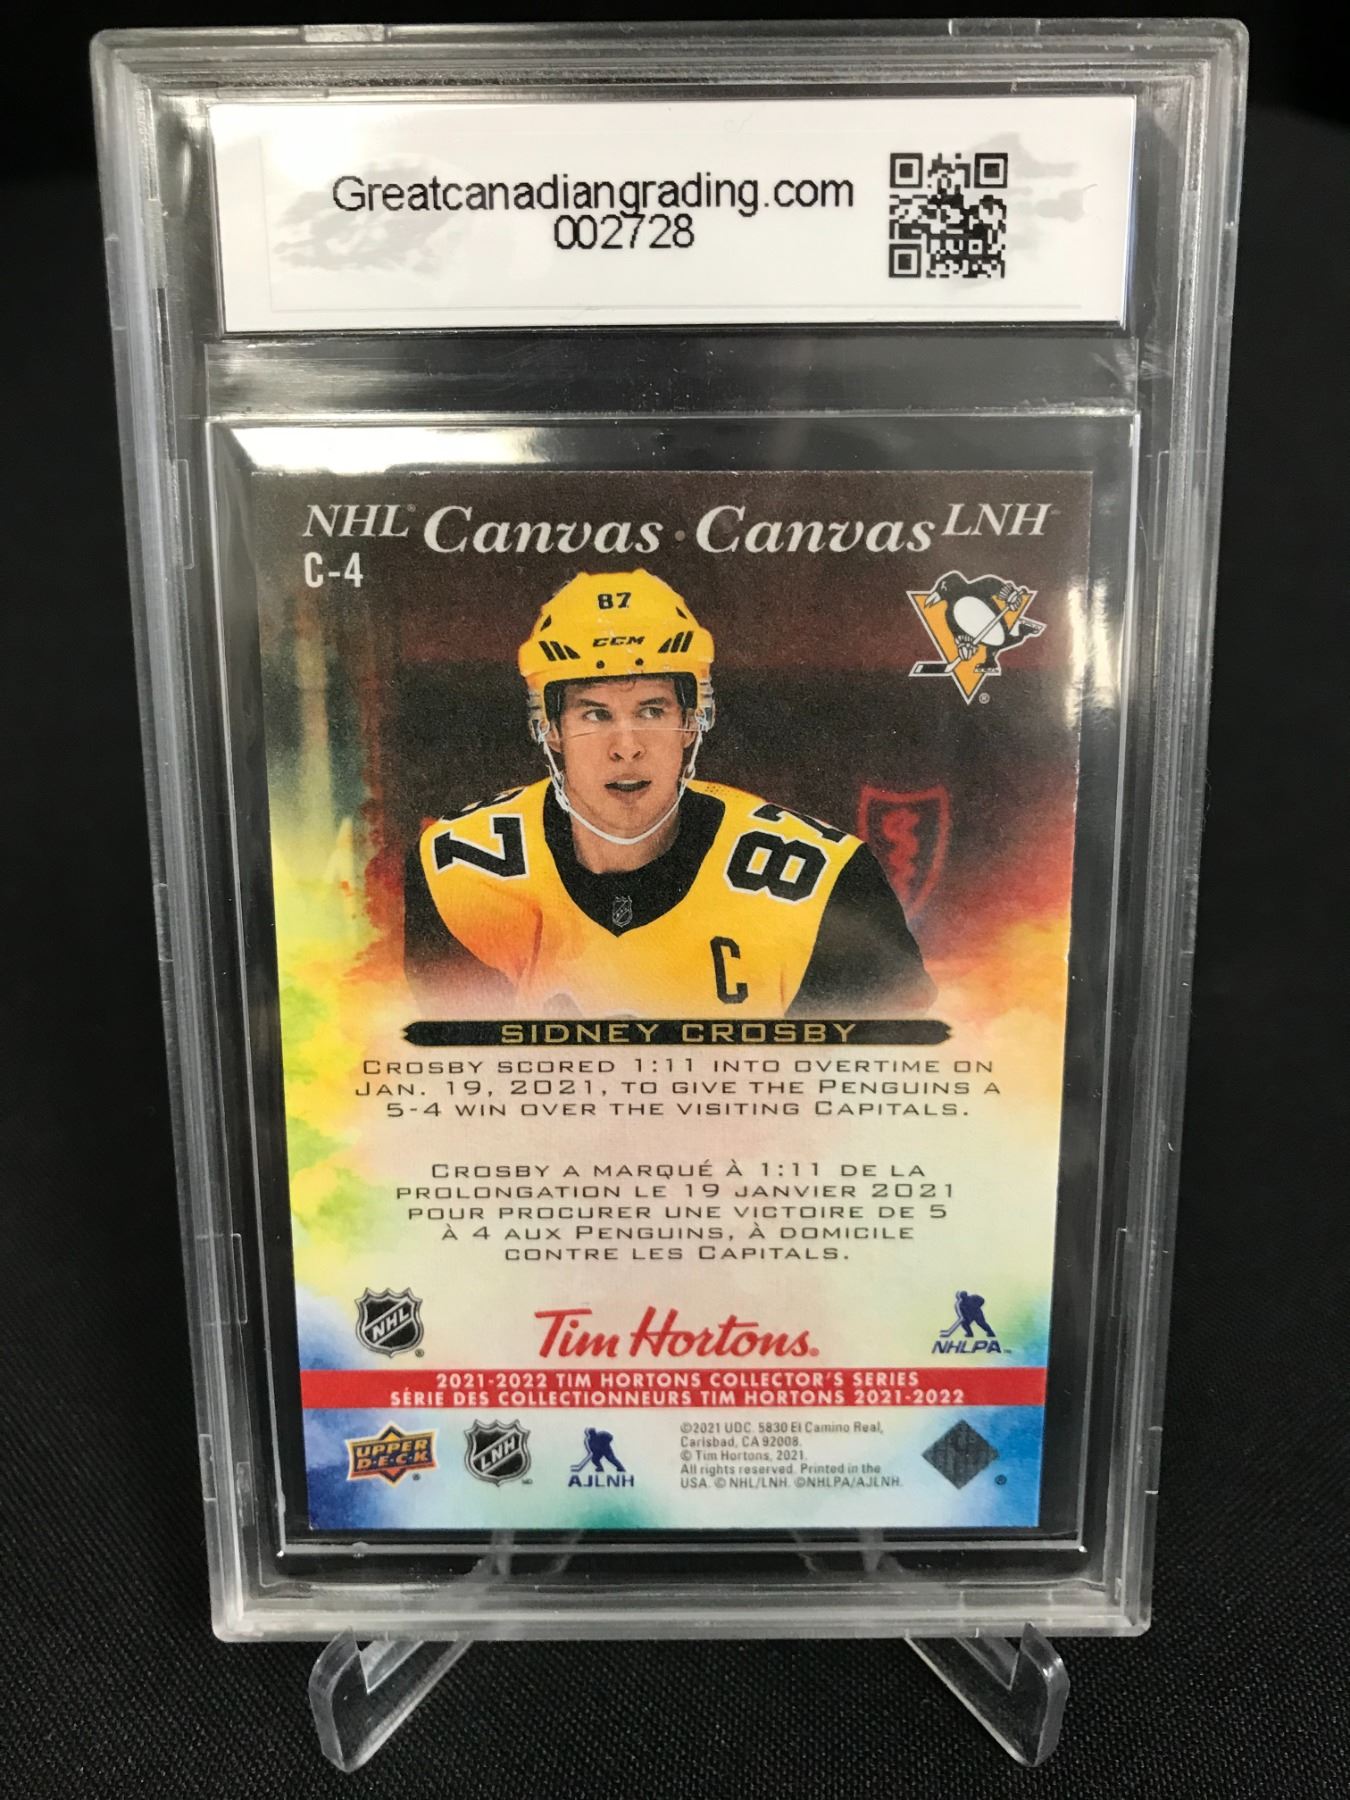 Greatcanadiangrading.com
002728
NHL Canvas · Canvas LNH
C-4
87
CCM
87
87
C
SIDNEY CROSBY
CROSBY SCORED 1:11 INTO OVERTIME ON
JAN. 19, 2021, TO GIVE THE PENGUINS A
5-4 WIN OVER THE VISITING CAPITALS.
CROSBY A MARQUÉ À 1:11 DE LA
PROLONGATION LE 19 JANVIER 2021
POUR PROCURER UNE VICTOIRE DE 5
À 4 AUX PENGUINS, À DOMICILE
CONTRE LES CAPITALS.
NHL ®
Tim Hortons®
NHLPA™
2021-2022 TIM HORTONS COLLECTOR'S SERIES
SÉRIE DES COLLECTIONNEURS TIM HORTONS 2021-2022
UPPER DECK ®
LNH MD
AJLNH
©2021 UDC. 5830 El Camino Real,
Carlsbad, CA 92008.
© Tim Hortons, 2021.
All rights reserved. Printed in the
USA. © NHL/LNH. ©NHLPA/AJLNH.